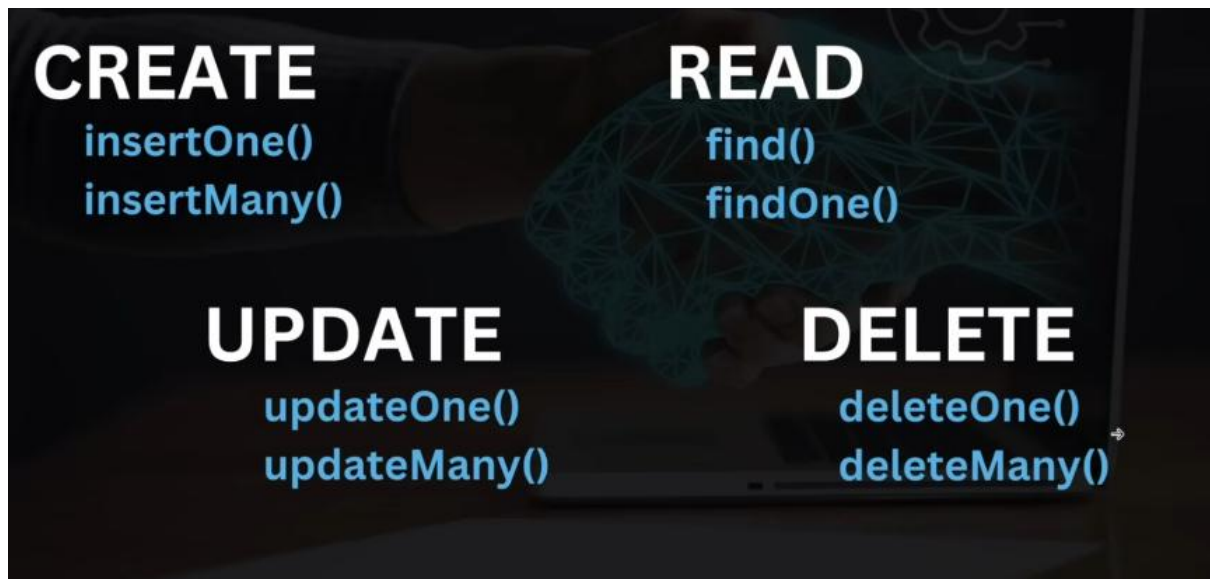 CREATE
insertOne()
insertMany()
READ
find()
findOne()
UPDATE
updateOne()
updateMany()
DELETE
deleteOne()
deleteMany()